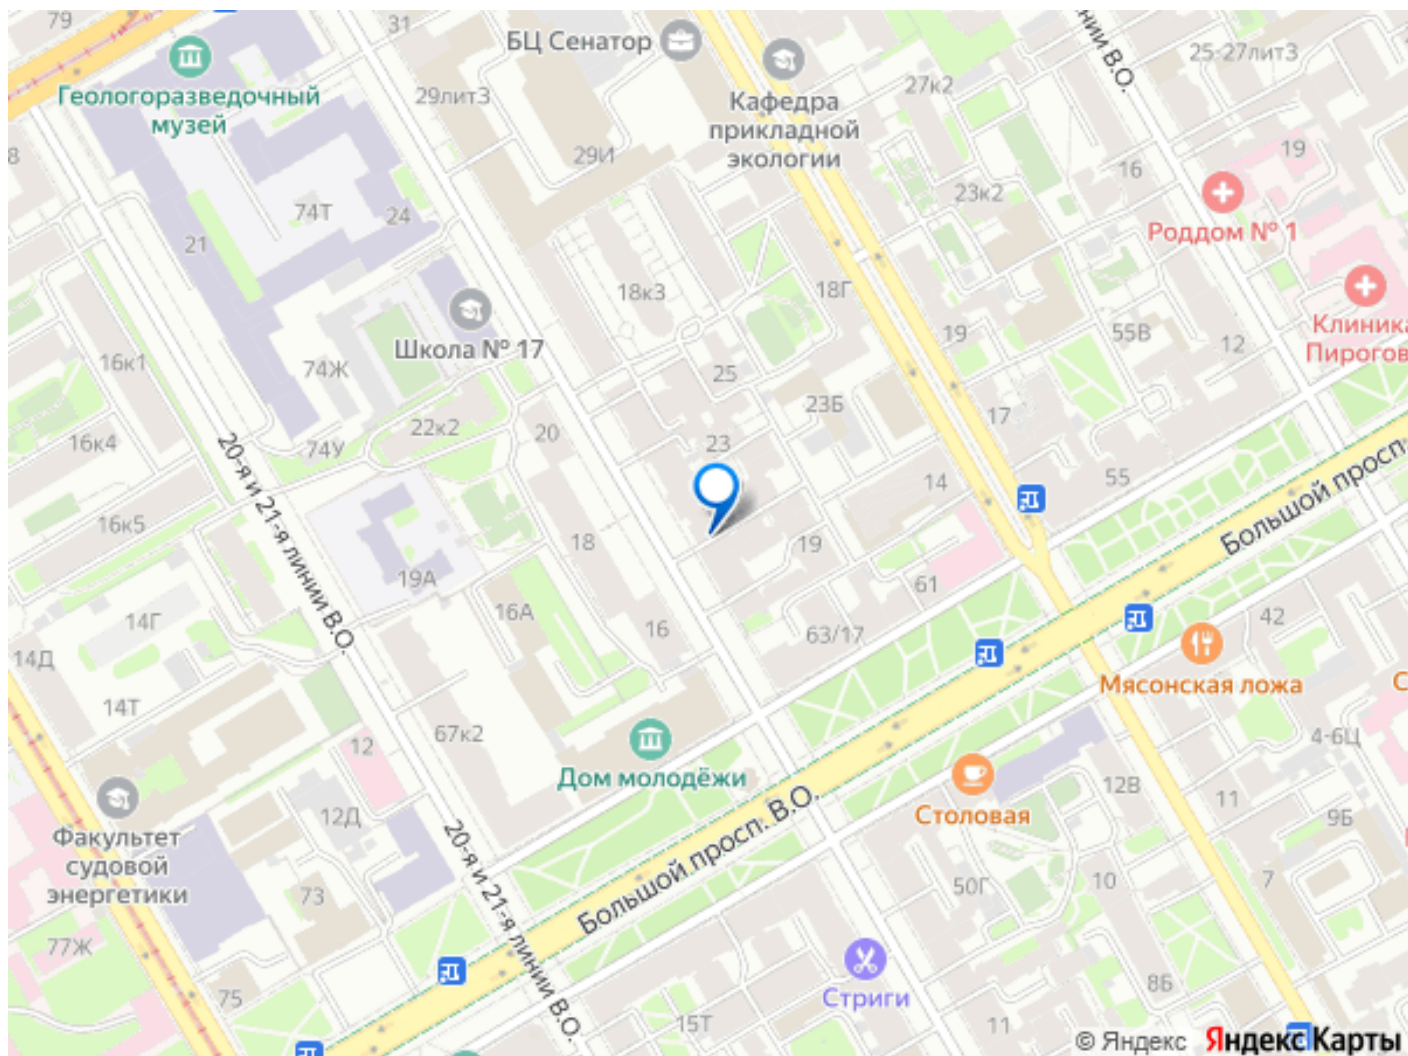 79
31
БЦ Сенатор
нии В.О.
25-27лит3
Геологоразведочный
музей
29лит3
Кафедра
прикладной
экологии
27к2
8
29И
19
16
23к2
Роддом № 1
74Т
24
21
18к3
18Г
Клиника
Пирогов
19
55В
12
Школа № 17
16к1
74Ж
25
23Б
17
22к2
20
23
16к4
74У
14
55
Большой просп.
20-я и 21-я линии В.О.
16к5
18
19
19А
61
16А
14Г
16
63/17
42
14Д
Мясонская ложа
С
14Т
67к2
12
4-6Ц
Дом молодёжи
12В
11
Столовая
9Б
12Д
Факультет
судовой
энергетики
Большой просп. В.О.
20-я и 21-я линии В.О.
73
50Г
10
7
77Ж
75
8Б
Стриги
15Т
11
© Яндекс Яндекс Карты